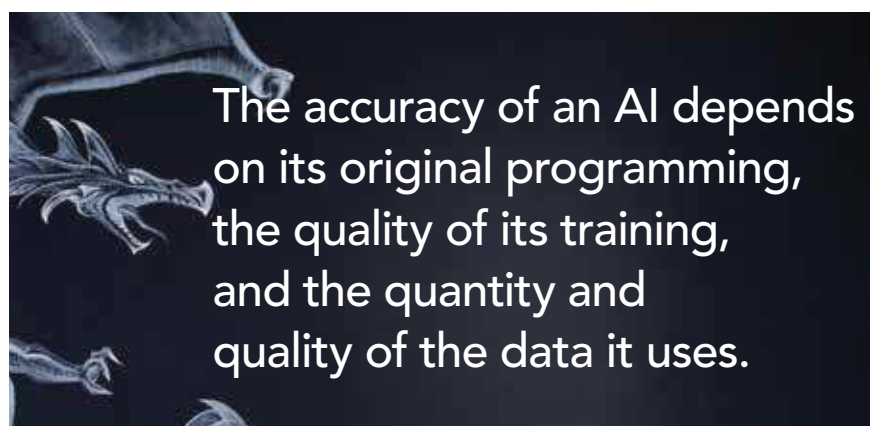 The accuracy of an AI depends
on its original programming,
the quality of its training,
and the quantity and
quality of the data it uses.